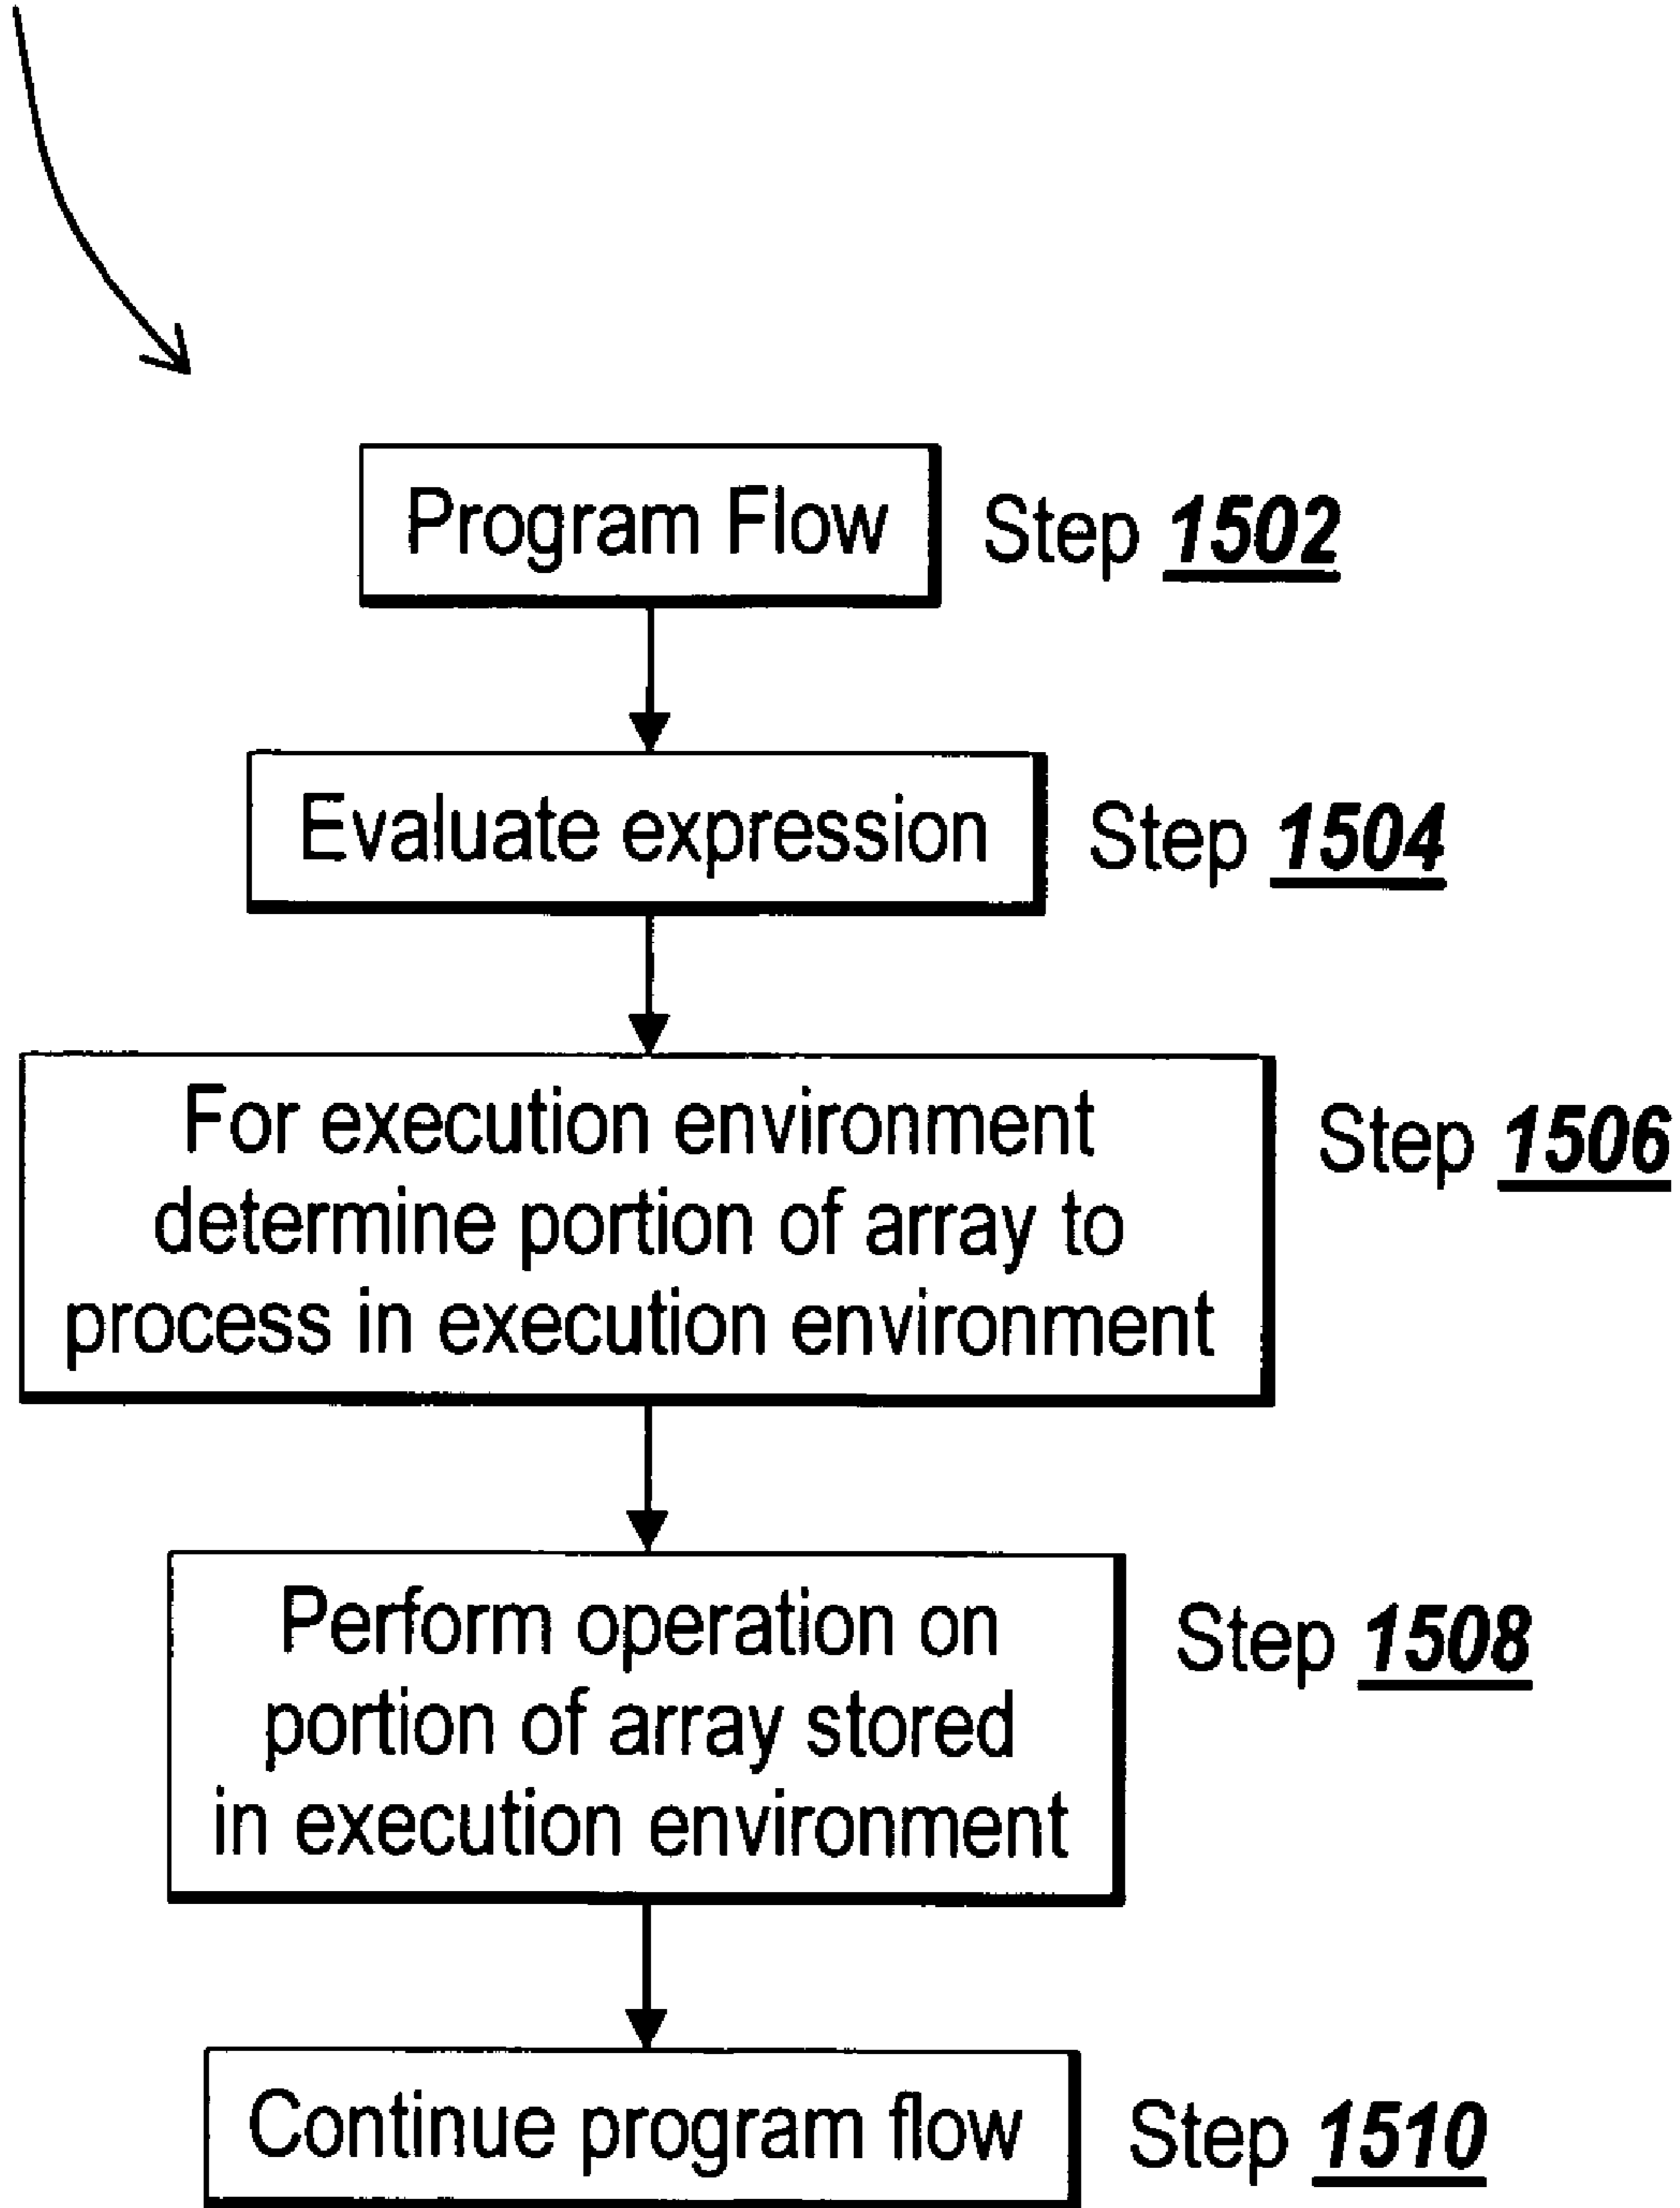 Program Flow Step 1502
Evaluate expression Step 1504
For execution environment Step 1506
determine portion of array to
process in execution environment
Perform operation on Step 1508
portion of array stored
in execution environment
Continue program flow Step 1510